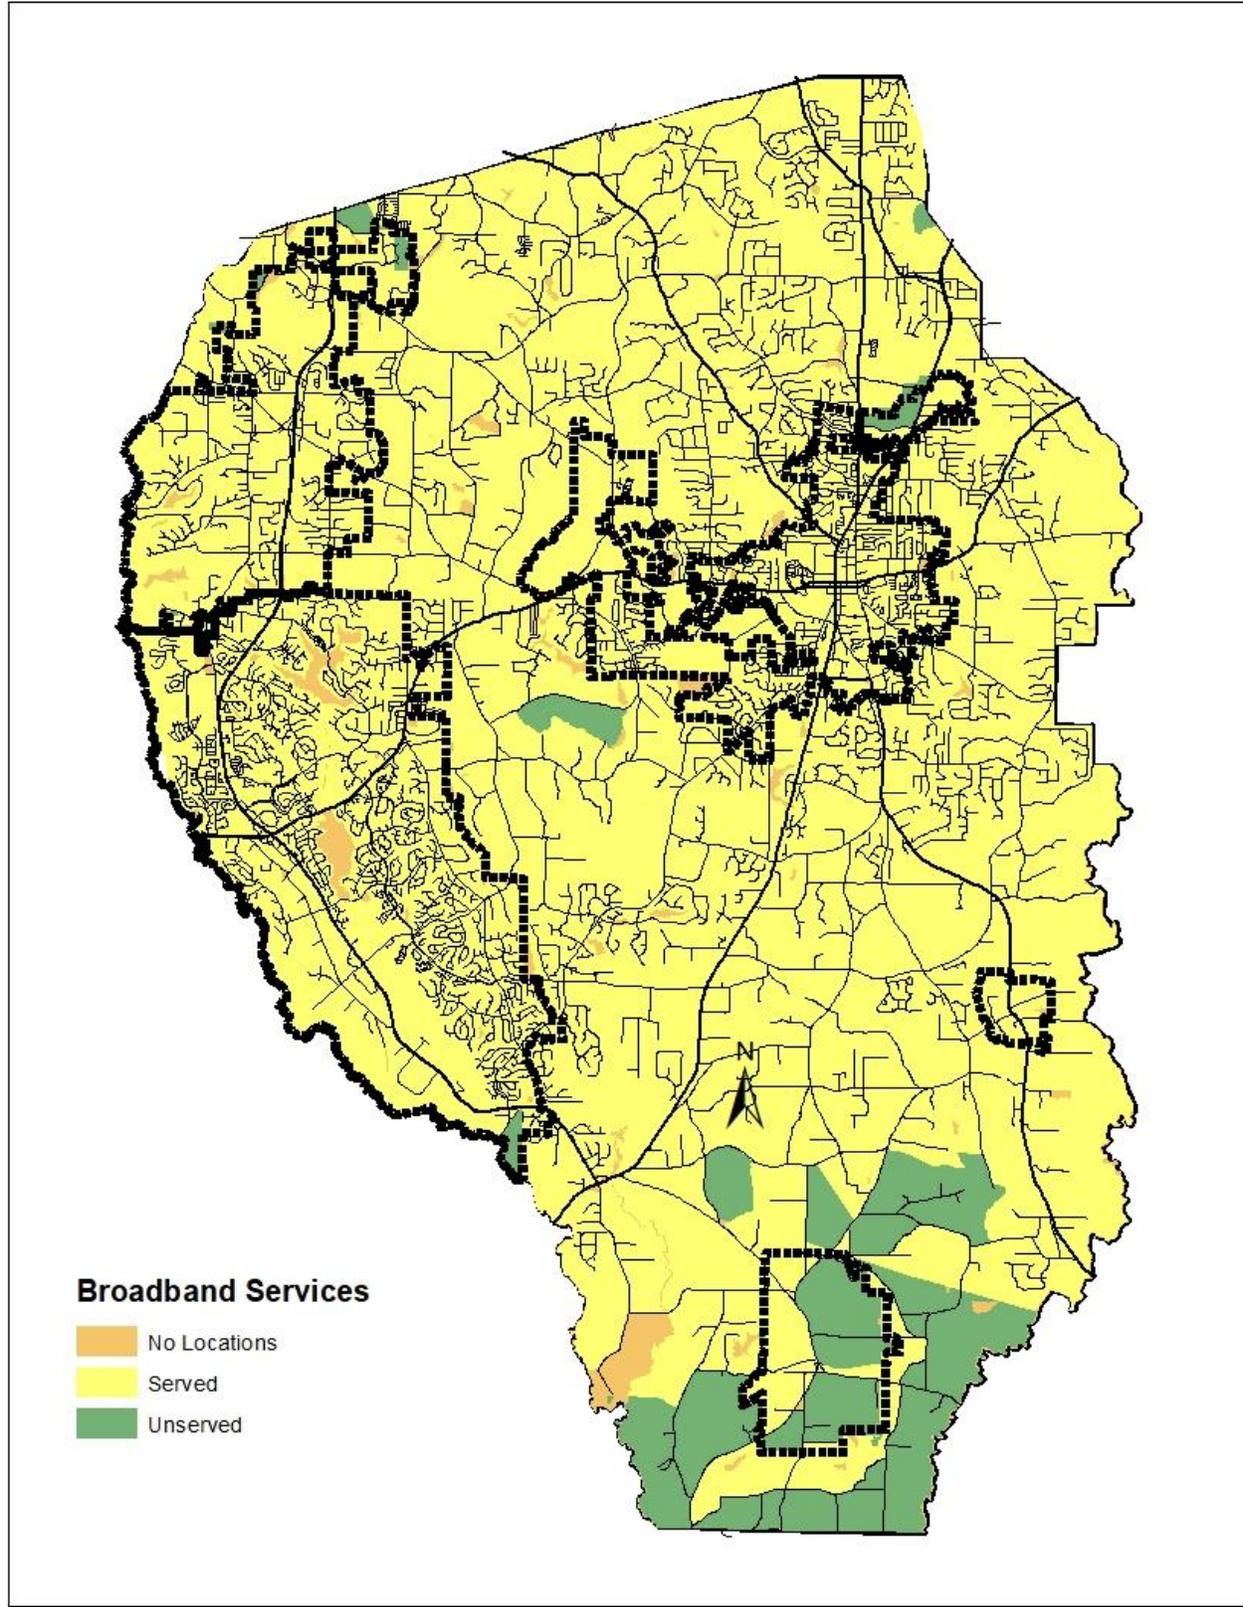 N
Broadband Services
No Locations
Served
Unserved